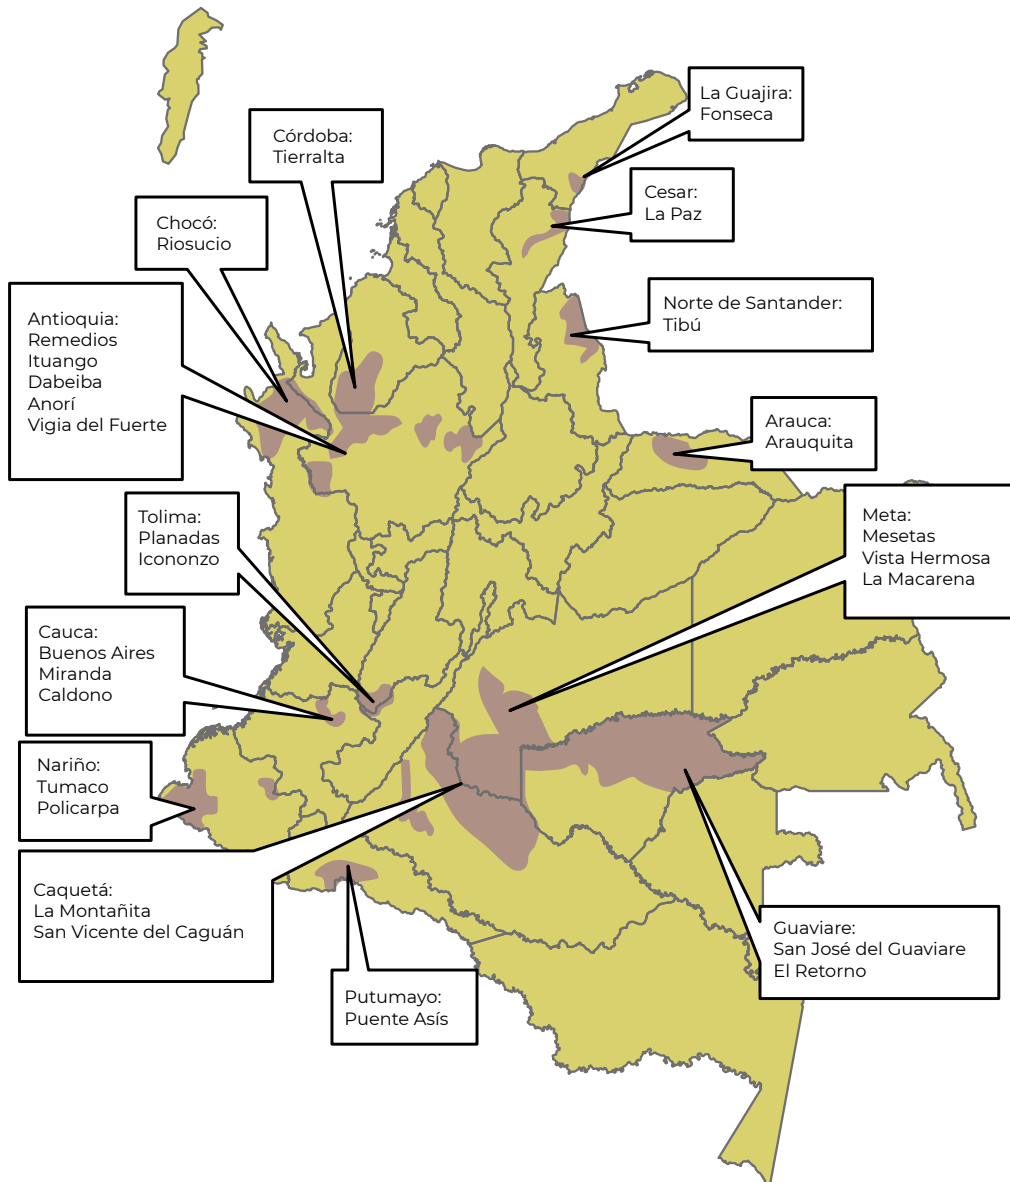 La Guajira:
Fonseca
Córdoba:
Tierralta
Cesar:
La Paz
Chocó:
Riosucio
Norte de Santander:
Tibú
Antioquia:
Remedios
Ituango
Dabeiba
Anorí
Vigia del Fuerte
Arauca:
Arauquita
Tolima:
Planadas
Icononzo
Meta:
Mesetas
Vista Hermosa
La Macarena
Cauca:
Buenos Aires
Miranda
Caldono
Nariño:
Tumaco
Policarpa
Caquetá:
La Montañita
San Vicente del Caguán
Guaviare:
San José del Guaviare
El Retorno
Putumayo:
Puente Asís